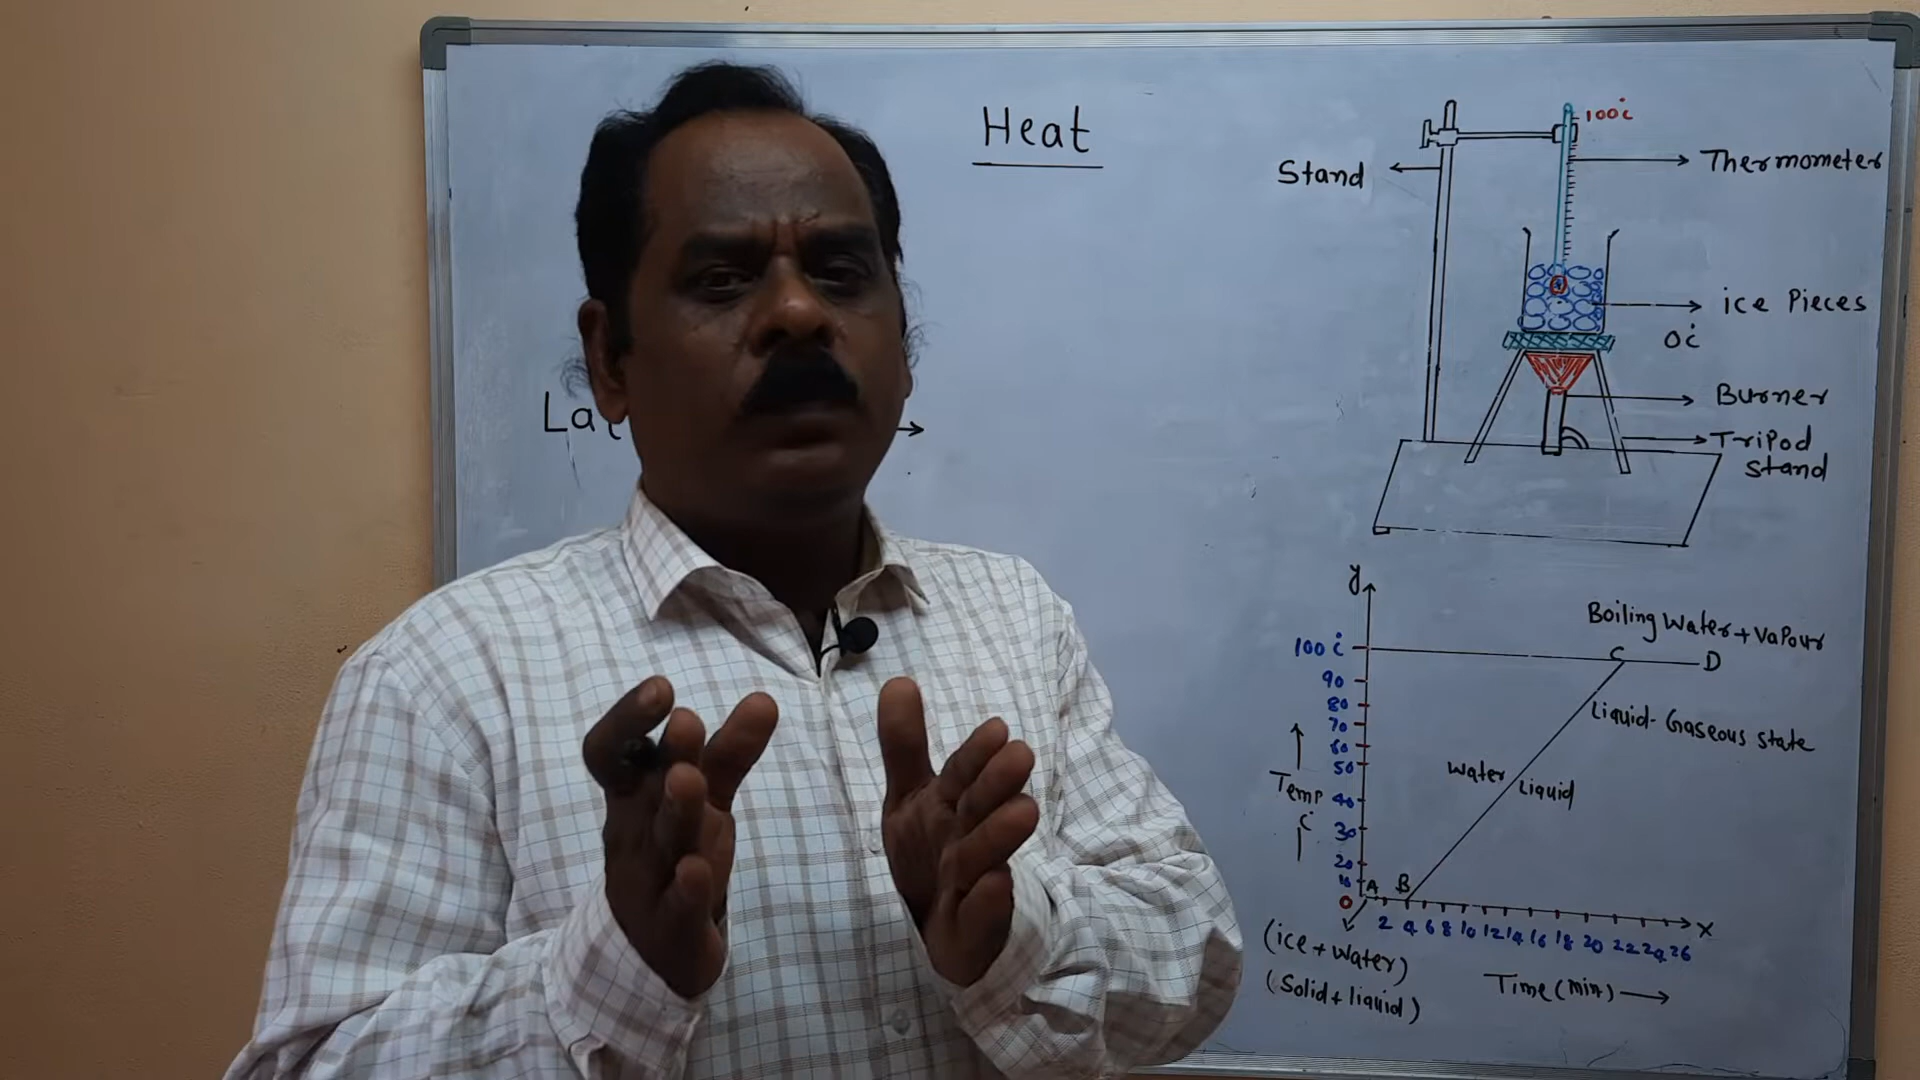 Heat
La
100°c
Stand
Thermometer
ice Pieces
0°c
Burner
Tripod
stand
y
Boiling Water + Vapour
100°c
C
D
90
80
Liquid-Gaseous state
70
60
50
Water
Liquid
Temp
°c
40
30
20
10
A
B
0
x
2 4 6 8 10 12 14 16 18 20 22 24 26
(ice + water)
(Solid + liquid)
Time (min)